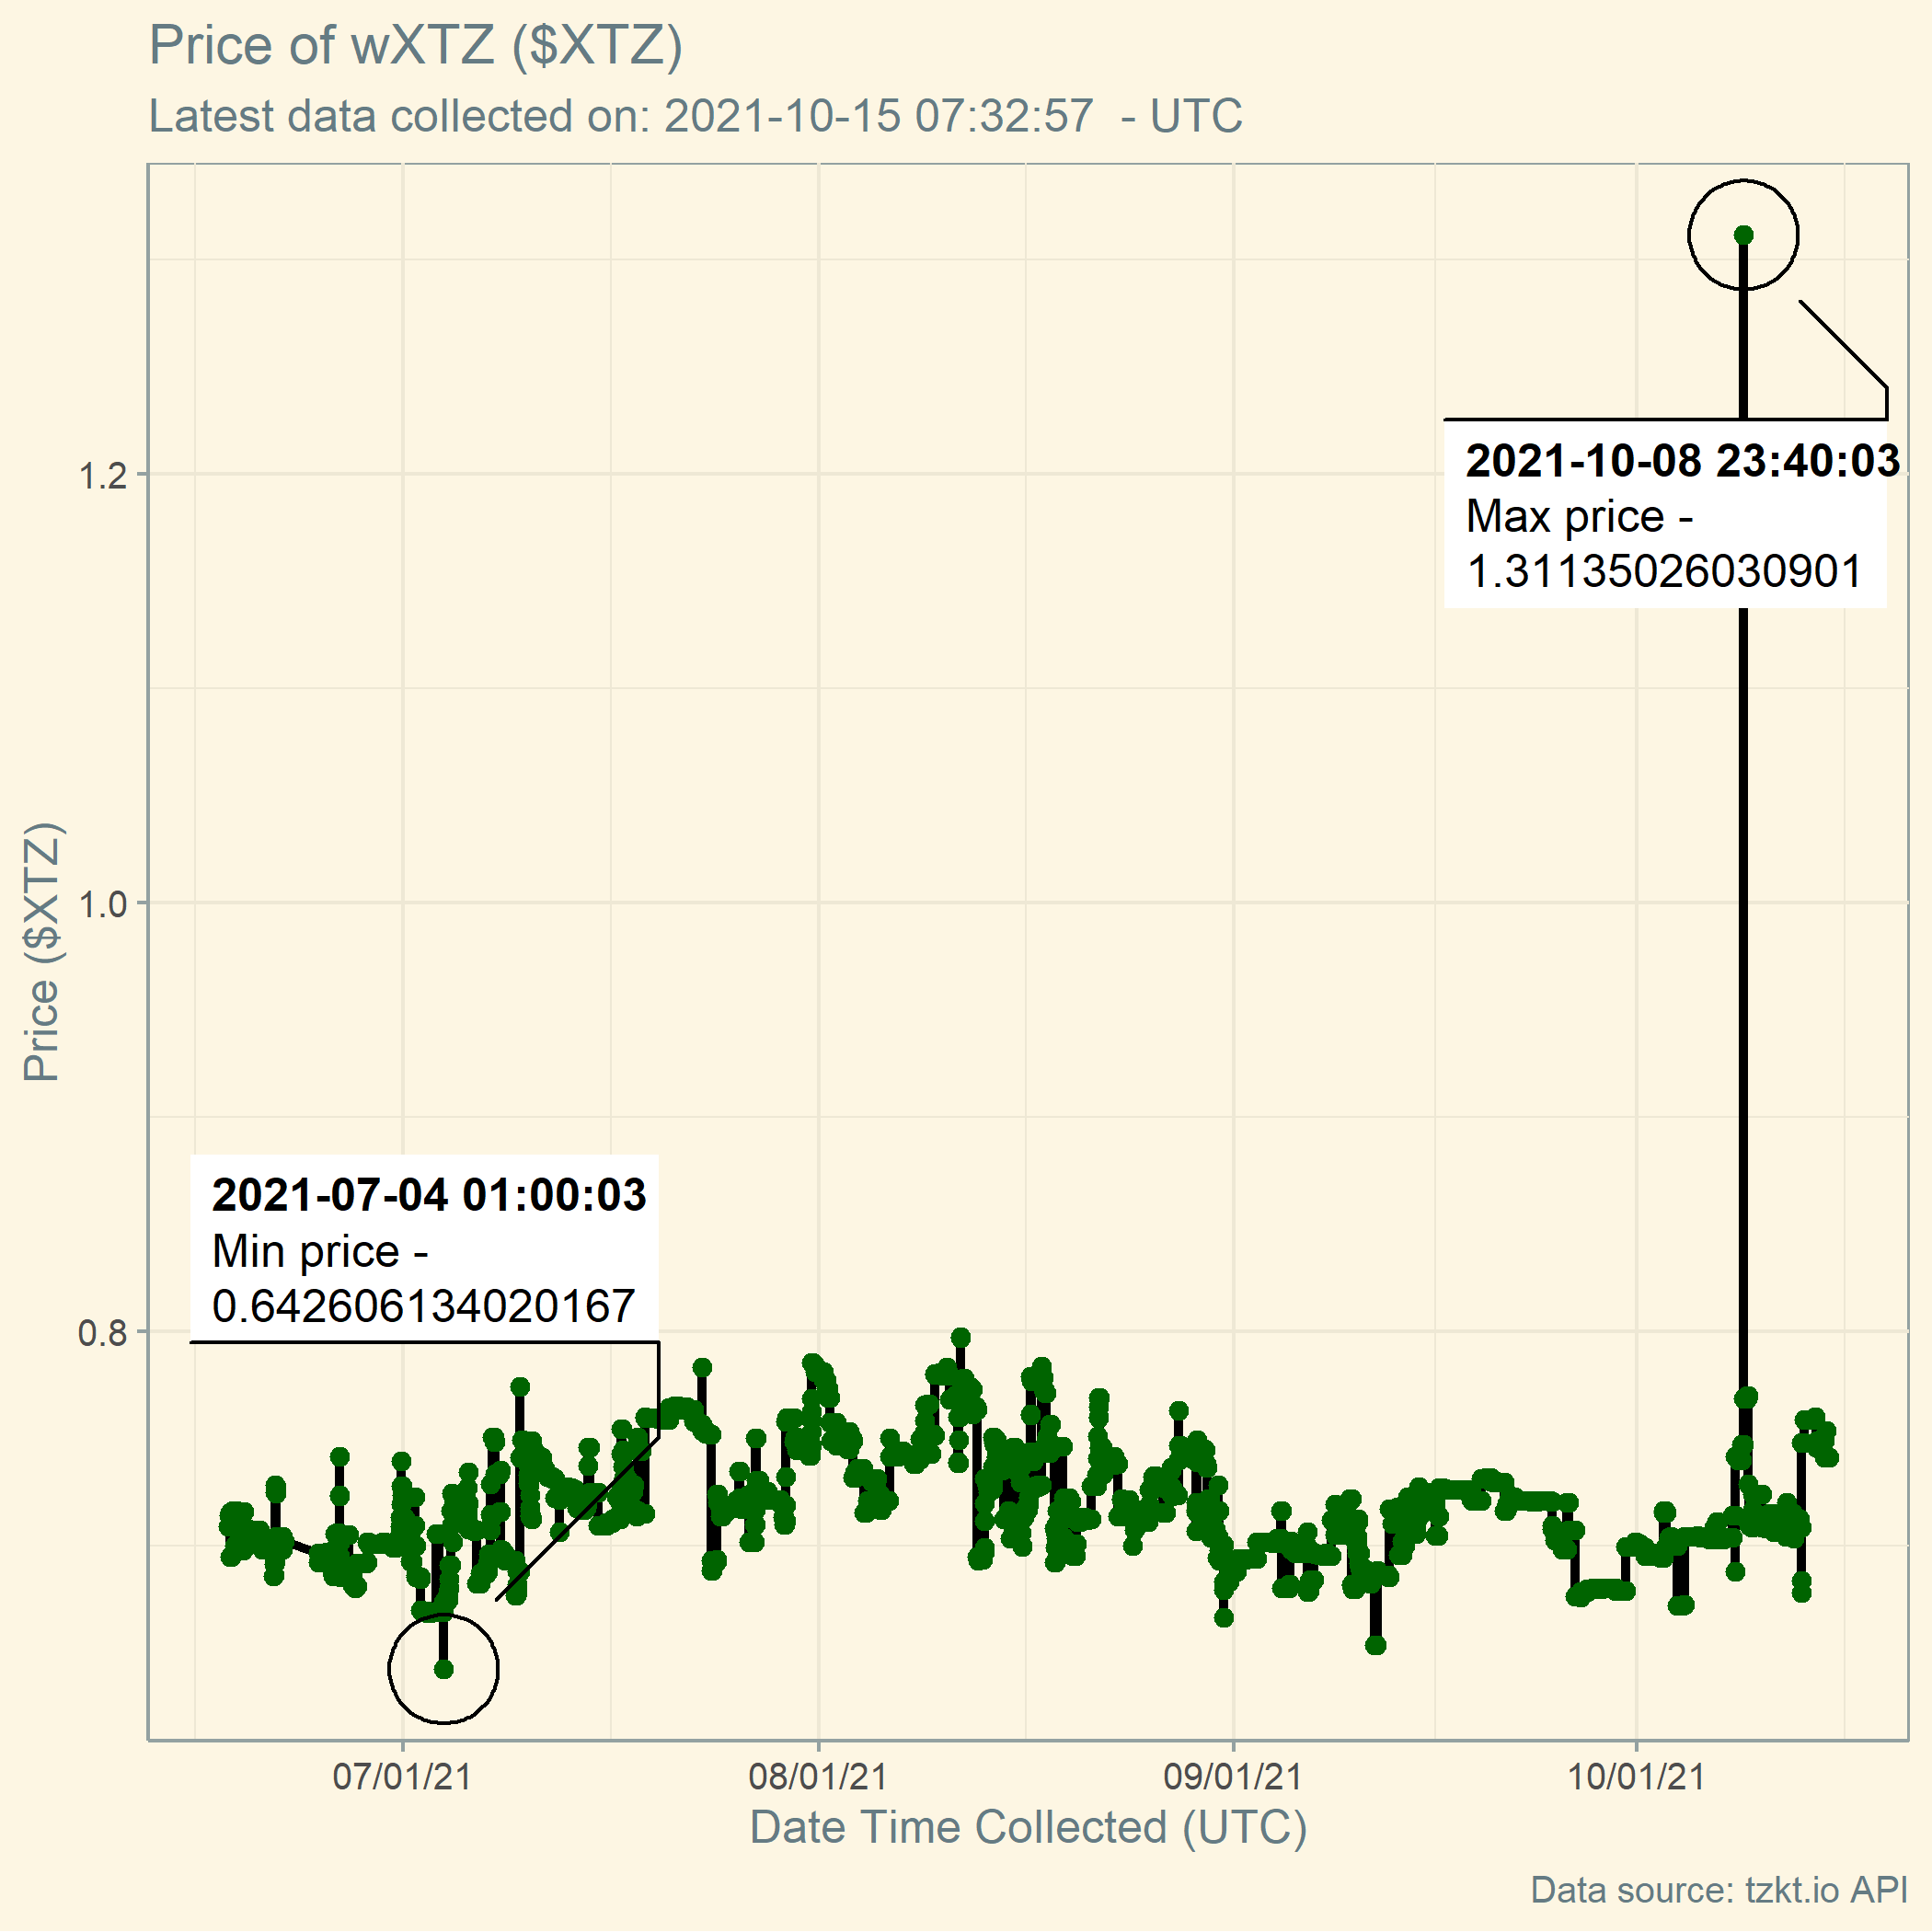 Price of wXTZ ($XTZ)
Latest data collected on: 2021-10-15 07:32:57  - UTC
2021-10-08 23:40:03
Max price -
1.31135026030901
1.2
1.0
0.8
Price ($XTZ)
2021-07-04 01:00:03
Min price -
0.642606134020167
07/01/21
08/01/21
09/01/21
10/01/21
Date Time Collected (UTC)
Data source: tzkt.io API